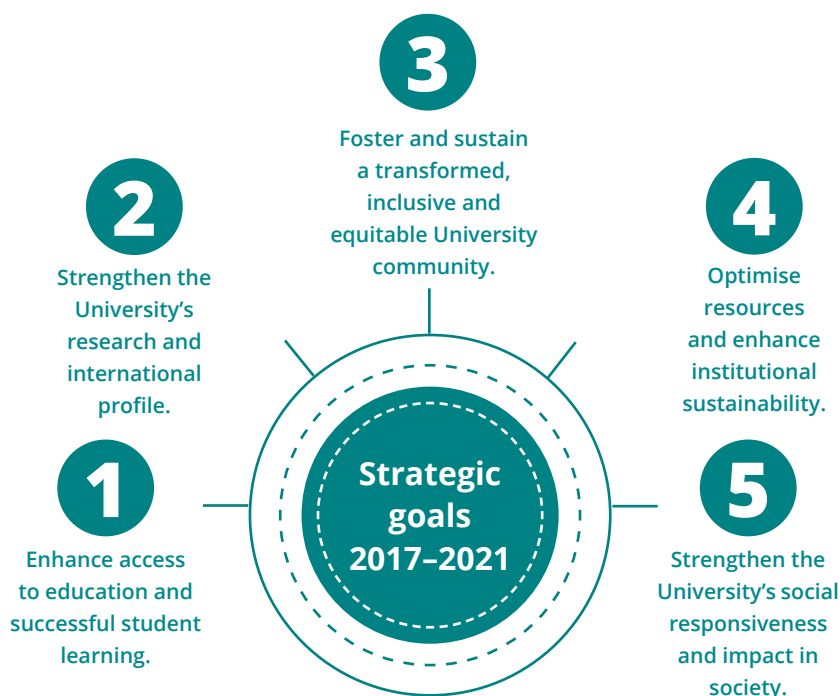 1
Enhance access
to education and
successful student
learning.
2
Strengthen the
University’s
research and
international
profile.
3
Foster and sustain
a transformed,
inclusive and
equitable University
community.
4
Optimise
resources
and enhance
institutional
sustainability.
5
Strengthen the
University’s social
responsiveness
and impact in
society.
Strategic
goals
2017–2021